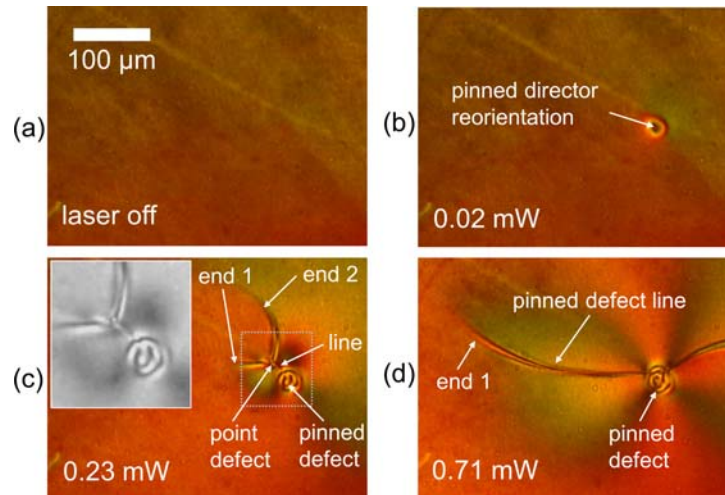 100 µm
(a)
laser off
pinned director
reorientation
(b)
0.02 mW
end 1
end 2
line
(c)
point
defect
pinned
defect
0.23 mW
pinned defect line
end 1
(d)
pinned
defect
0.71 mW